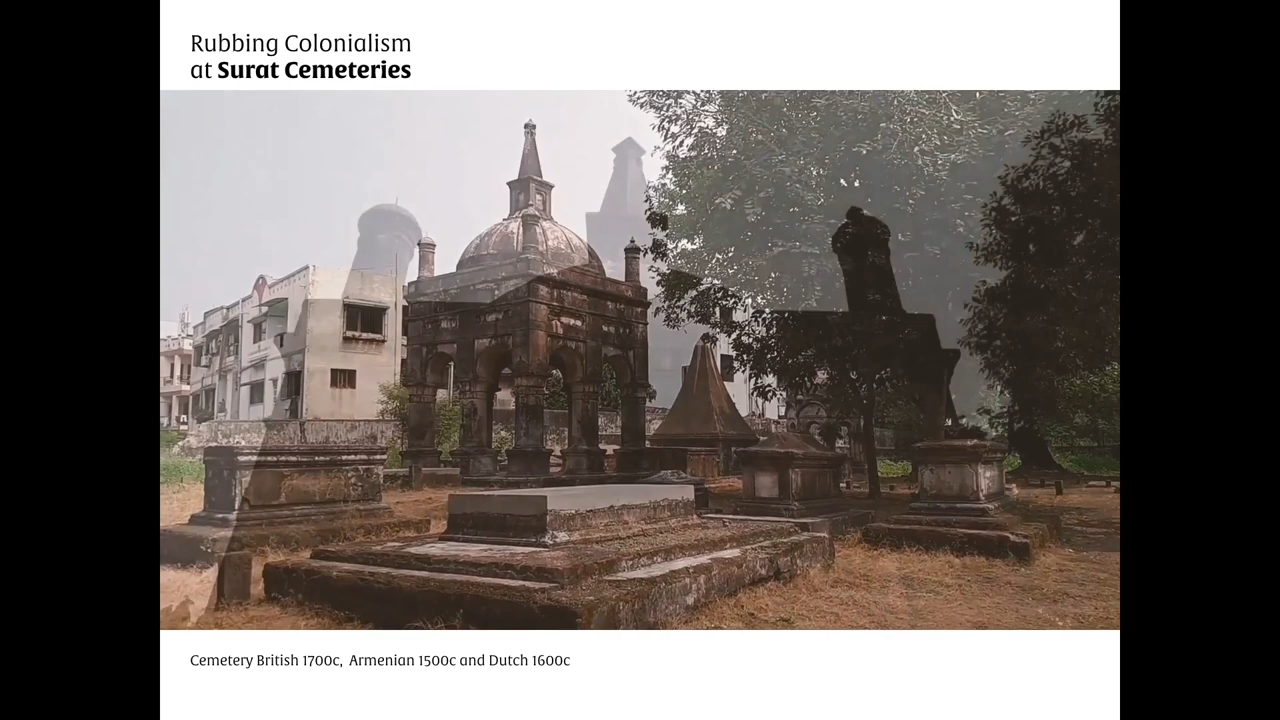 Rubbing Colonialism
at Surat Cemeteries
Cemetery British 1700c,  Armenian 1500c and Dutch 1600c